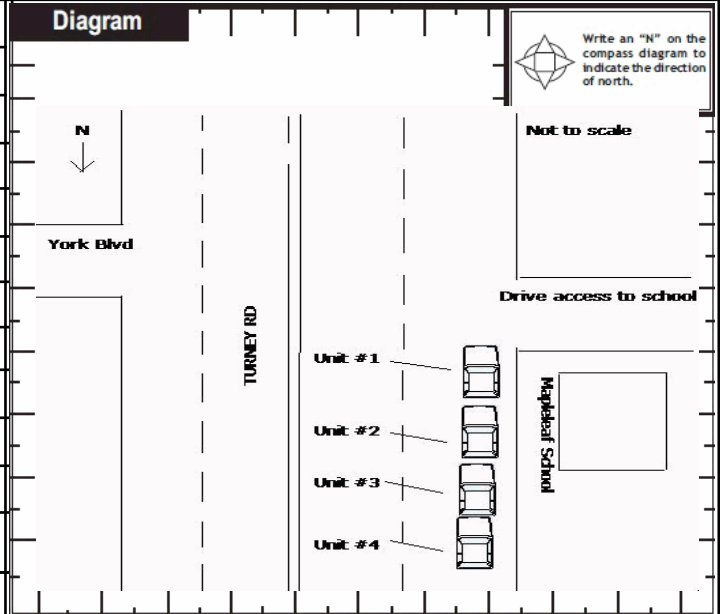 Diagram
Write an “N” on the
compass diagram to
indicate the direction
of north.
N
Not to scale
York Blvd
Drive access to school
TURNEY RD
Unit #1
Unit #2
Unit #3
Unit #4
Mapleleaf School